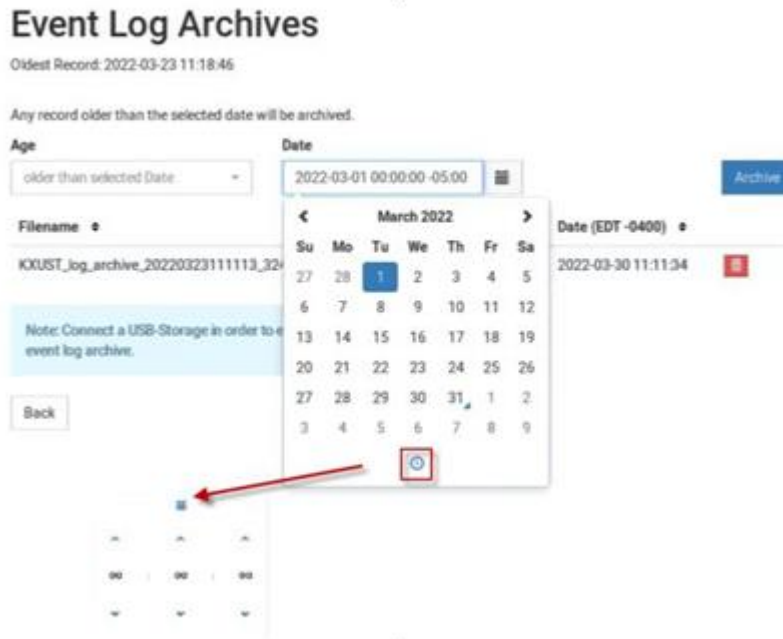 Event Log Archives
Oldest Record: 2022-03-23 11:18:46
Any record older than the selected date will be archived.
Age Date
older than selected Date 2022-03-01 00:00:00 -05:00 Archive
Filename Date (EDT -0400)
KXUST_log_archive_20220323111113_32 2022-03-30 11:11:34
March 2022
Su Mo Tu We Th Fr Sa
27 28 1 2 3 4 5
6 7 8 9 10 11 12
13 14 15 16 17 18 19
20 21 22 23 24 25 26
27 28 29 30 31 1 2
3 4 5 6 7 8 9
Note: Connect a USB-Storage in order to e
event log archive.
Back
00 : 00 : 00